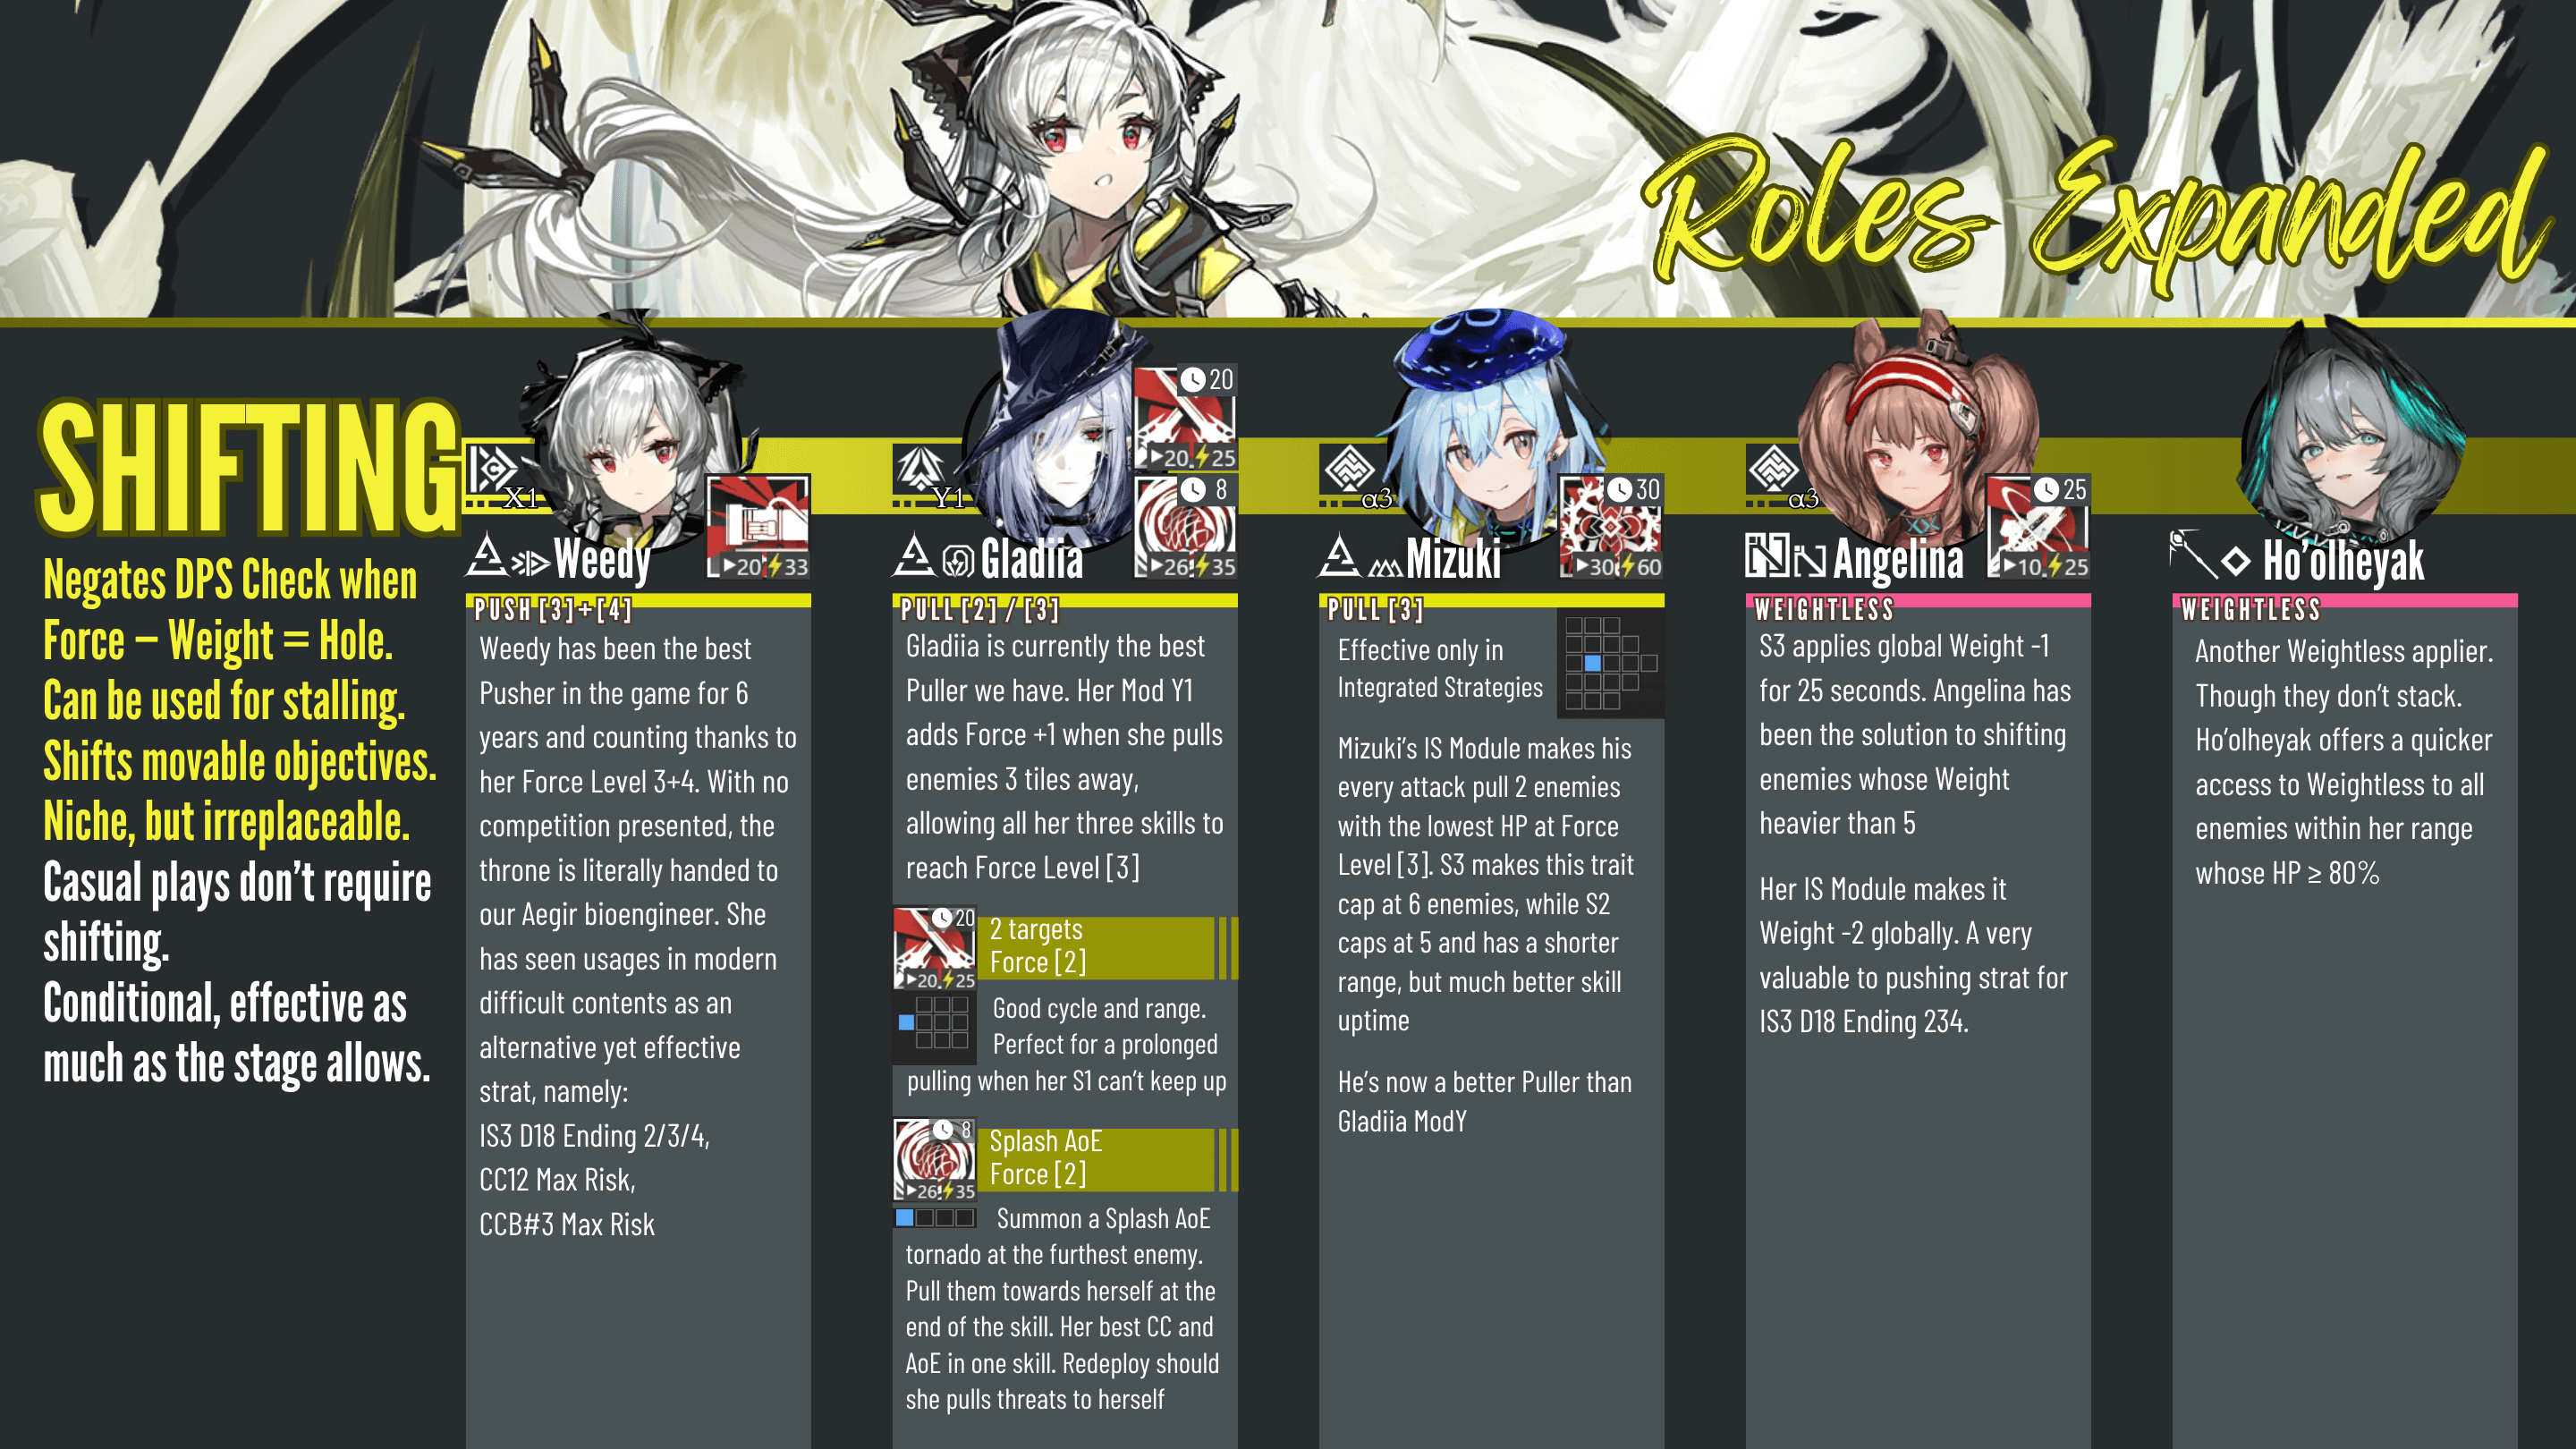 Roles Expanded
SHIFTING
Negates DPS Check when
Force – Weight = Hole.
Can be used for stalling.
Shifts movable objectives.
Niche, but irreplaceable.
Casual plays don't require
shifting.
Conditional, effective as
much as the stage allows.
X1
Weedy
20 33
PUSH [3]+[4]
Weedy has been the best
Pusher in the game for 6
years and counting thanks to
her Force Level 3+4. With no
competition presented, the
throne is literally handed to
our Aegir bioengineer. She
has seen usages in modern
difficult contents as an
alternative yet effective
strat, namely:
IS3 D18 Ending 2/3/4,
CC12 Max Risk,
CCB#3 Max Risk
Y1
Gladiia
20
20 25
8
26 35
PULL [2] / [3]
Gladiia is currently the best
Puller we have. Her Mod Y1
adds Force +1 when she pulls
enemies 3 tiles away,
allowing all her three skills to
reach Force Level [3]
20
20 25
2 targets
Force [2]
Good cycle and range.
Perfect for a prolonged
pulling when her S1 can't keep up
8
26 35
Splash AoE
Force [2]
Summon a Splash AoE
tornado at the furthest enemy.
Pull them towards herself at the
end of the skill. Her best CC and
AoE in one skill. Redeploy should
she pulls threats to herself
α3
Mizuki
30
30 60
PULL [3]
Effective only in
Integrated Strategies
Mizuki's IS Module makes his
every attack pull 2 enemies
with the lowest HP at Force
Level [3]. S3 makes this trait
cap at 6 enemies, while S2
caps at 5 and has a shorter
range, but much better skill
uptime
He's now a better Puller than
Gladiia ModY
α3
Angelina
25
10 25
WEIGHTLESS
S3 applies global Weight -1
for 25 seconds. Angelina has
been the solution to shifting
enemies whose Weight
heavier than 5
Her IS Module makes it
Weight -2 globally. A very
valuable to pushing strat for
IS3 D18 Ending 234.
Ho'olheyak
WEIGHTLESS
Another Weightless applier.
Though they don't stack.
Ho'olheyak offers a quicker
access to Weightless to all
enemies within her range
whose HP ≥ 80%